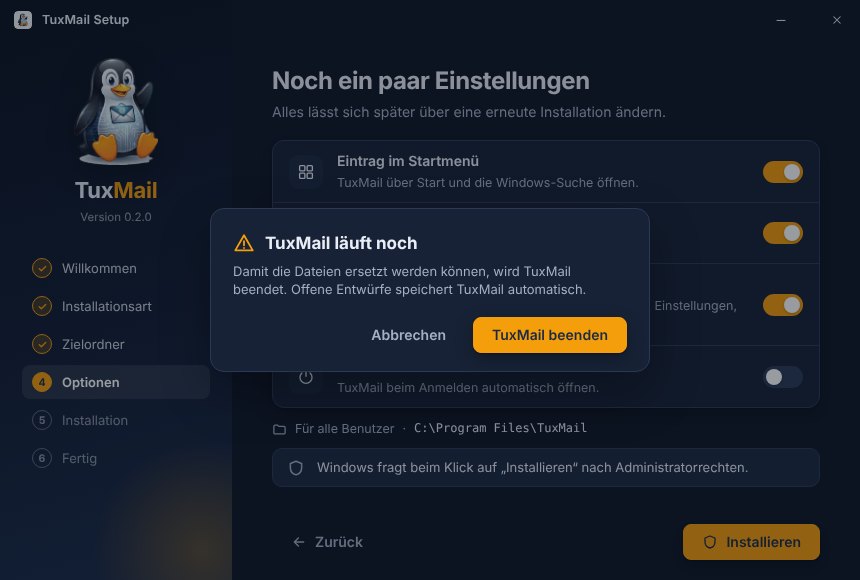 TuxMail Setup
Noch ein paar Einstellungen
Alles lässt sich später über eine erneute Installation ändern.
TuxMail
Version 0.2.0
Willkommen
Installationsart
Zielordner
4 Optionen
5 Installation
6 Fertig
Eintrag im Startmenü
TuxMail über Start und die Windows-Suche öffnen.
TuxMail läuft noch
Damit die Dateien ersetzt werden können, wird TuxMail
beendet. Offene Entwürfe speichert TuxMail automatisch.
Abbrechen
TuxMail beenden
Einstellungen,
TuxMail beim Anmelden automatisch öffnen.
Für alle Benutzer · C:\Program Files\TuxMail
Windows fragt beim Klick auf „Installieren“ nach Administratorrechten.
Zurück
Installieren